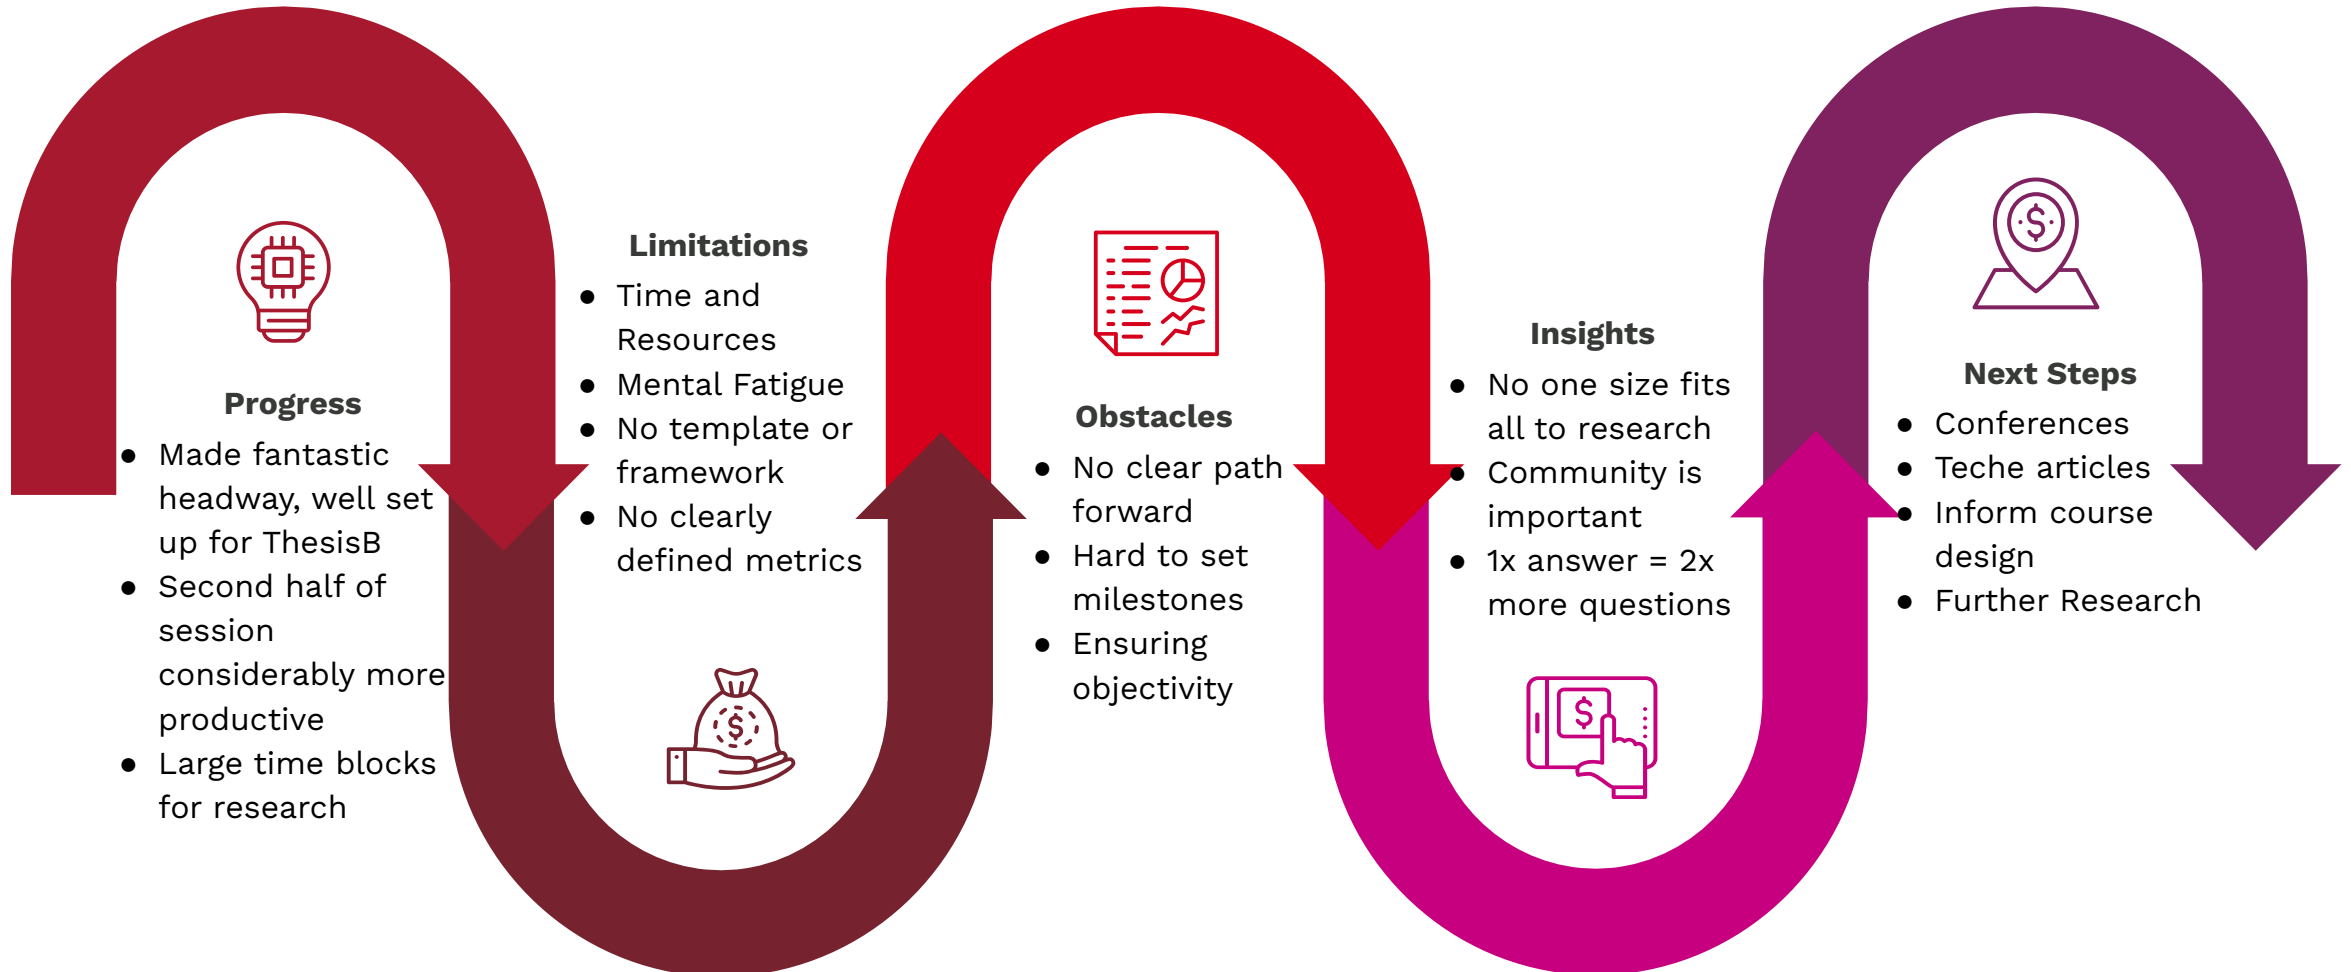 Progress
● Made fantastic
headway, well set
up for ThesisB
● Second half of
session
considerably more
productive
● Large time blocks
for research
Limitations
● Time and
Resources
● Mental Fatigue
● No template or
framework
● No clearly
defined metrics
$
Obstacles
● No clear path
forward
● Hard to set
milestones
● Ensuring
objectivity
Insights
● No one size fits
all to research
● Community is
important
● 1x answer = 2x
more questions
$
$
Next Steps
● Conferences
● Teche articles
● Inform course
design
● Further Research